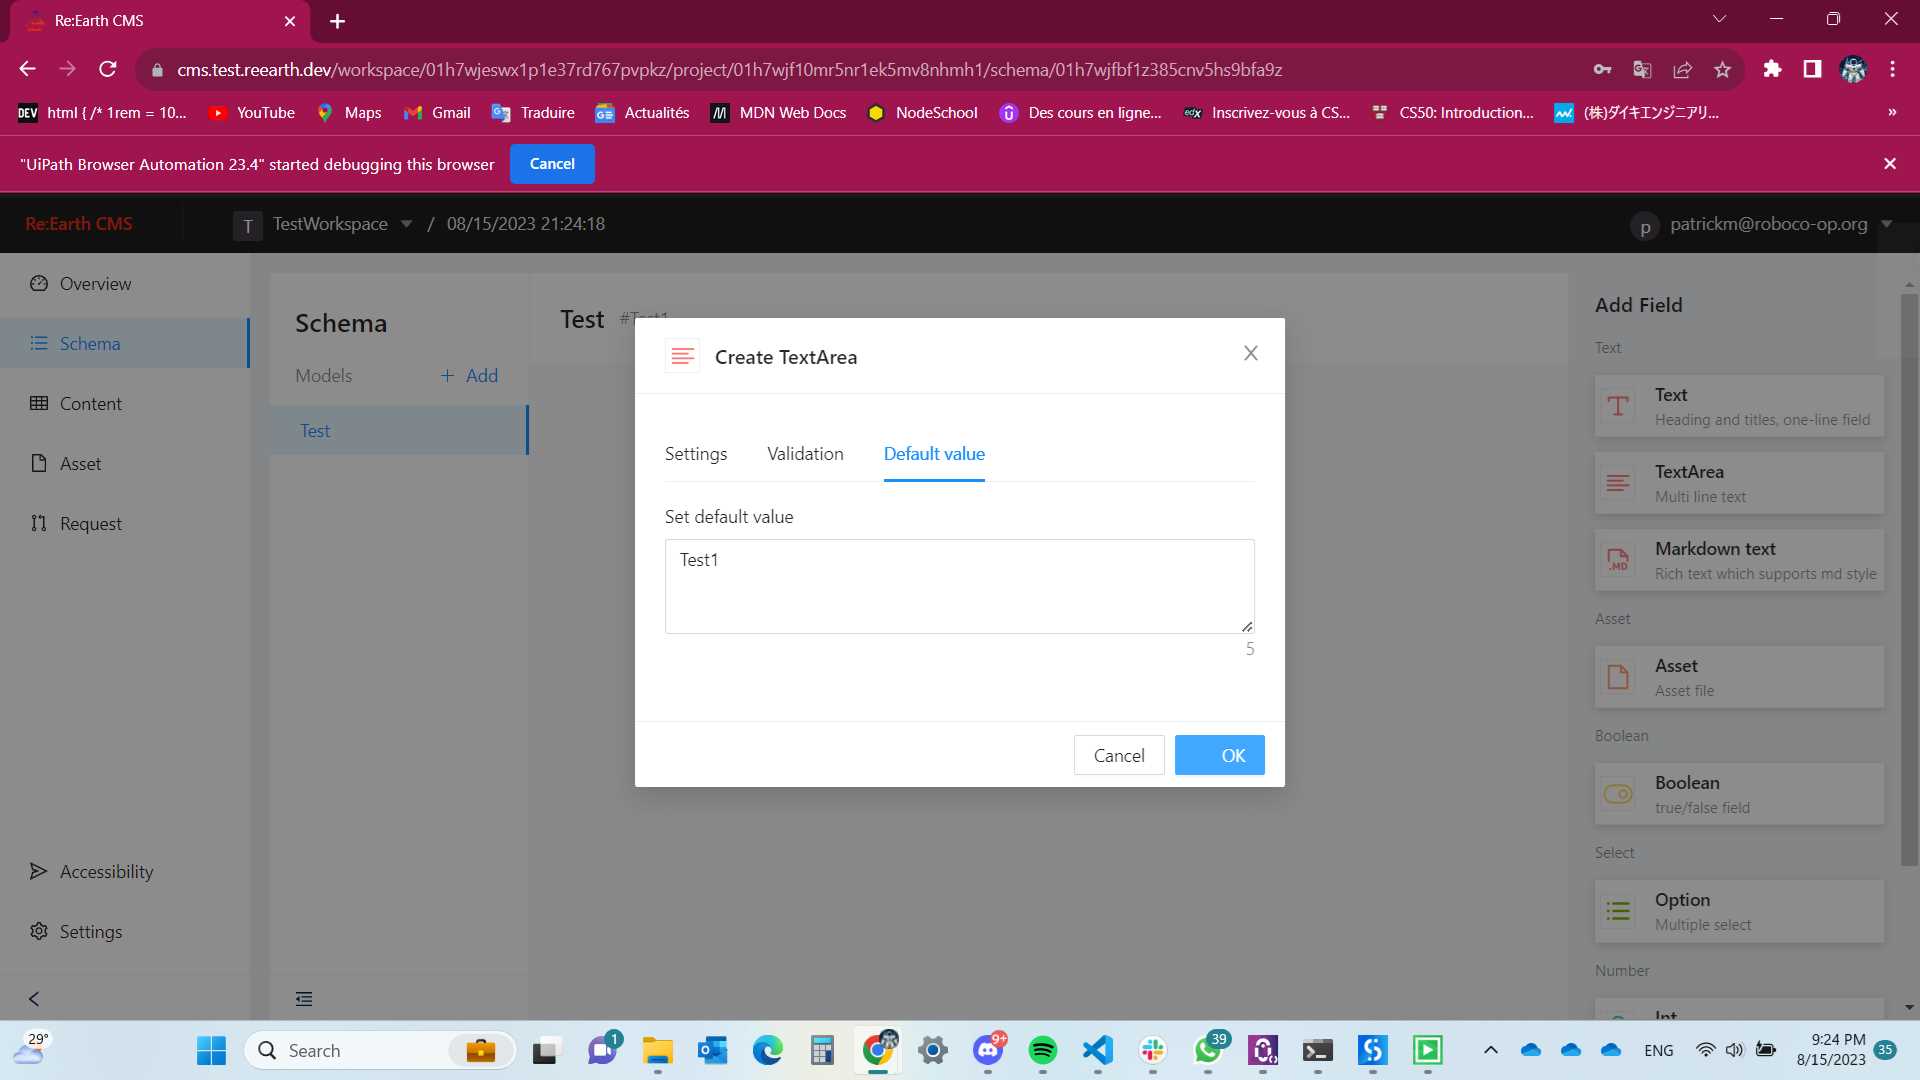 Re:Earth CMS
cms.test.reearth.dev/workspace/01h7wjeswx1p1e37rd767pvpkz/project/01h7wjf10mr5nr1ek5mv8nhmh1/schema/01h7wjfbf1z385cnv5hs9bfa9z
DEV html { /* 1rem = 10... YouTube Maps Gmail Traduire Actualités MDN Web Docs NodeSchool Des cours en ligne... edX Inscrivez-vous à CS... CS50: Introduction... (株)ダイキエンジニアリ... »
"UiPath Browser Automation 23.4" started debugging this browser Cancel
Re:Earth CMS T TestWorkspace / 08/15/2023 21:24:18 p patrickm@roboco-op.org
Overview
Schema
Content
Asset
Request
Accessibility
Settings
Schema
Models + Add
Test
Test #Test1
Create TextArea
Settings Validation Default value
Set default value
Test1
5
Cancel OK
Add Field
Text
Text
Heading and titles, one-line field
TextArea
Multi line text
Markdown text
Rich text which supports md style
Asset
Asset
Asset file
Boolean
Boolean
true/false field
Select
Option
Multiple select
Number
Int
29°
Search
1
9+
39
ENG
9:24 PM
8/15/2023
35